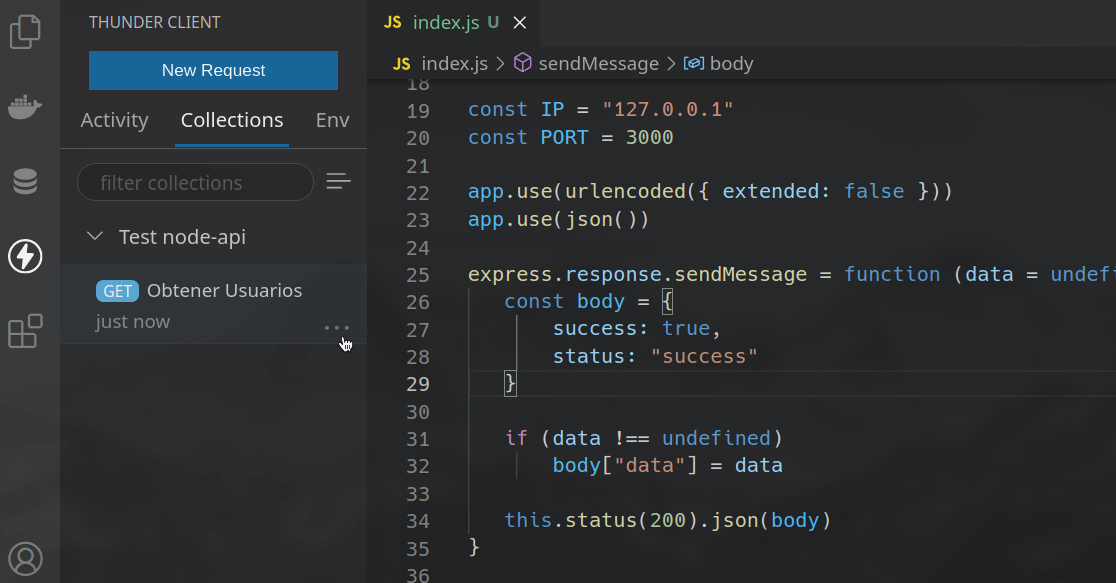 THUNDER CLIENT
New Request
Activity Collections Env
filter collections
Test node-api
GET Obtener Usuarios
just now
JS index.js U
JS index.js > sendMessage > body
18
19 const IP = "127.0.0.1"
20 const PORT = 3000
21
22 app.use(urlencoded({ extended: false }))
23 app.use(json())
24
25 express.response.sendMessage = function (data = undef
26 const body = {
27 success: true,
28 status: "success"
29 }
30
31 if (data !== undefined)
32 body["data"] = data
33
34 this.status(200).json(body)
35 }
36